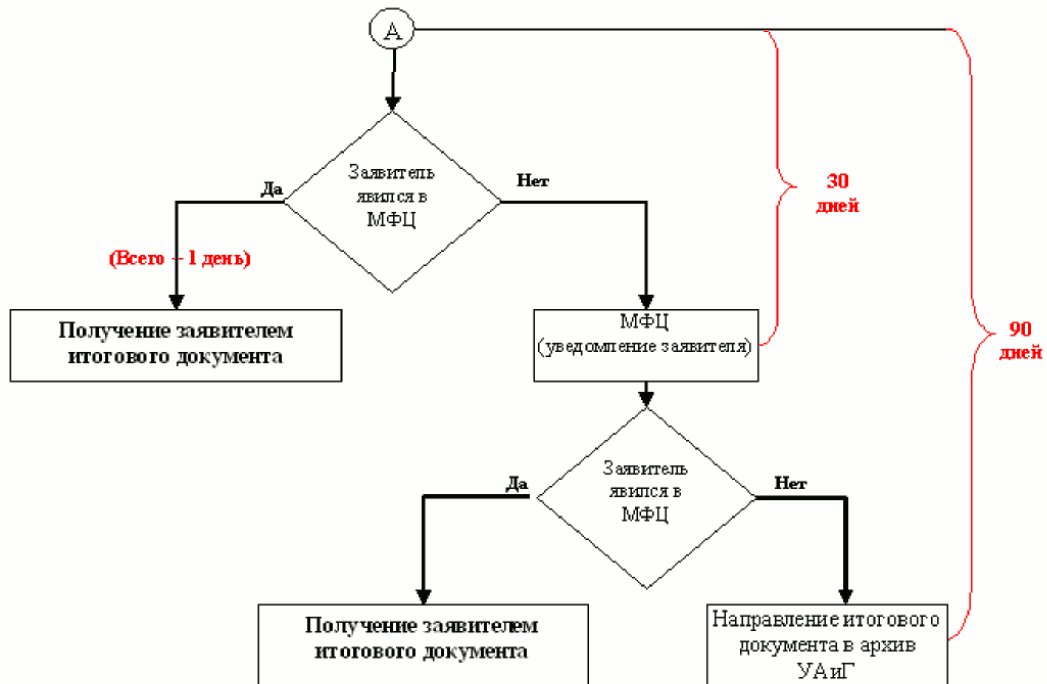 А
Заявитель
явился в
МФЦ
Да
Нет
30
дней
(Всего – 1 день)
Получение заявителем
итогового документа
МФЦ
(уведомление заявителя)
90
дней
Заявитель
явился в
МФЦ
Да
Нет
Получение заявителем
итогового документа
Направление итогового
документа в архив
УАиГ